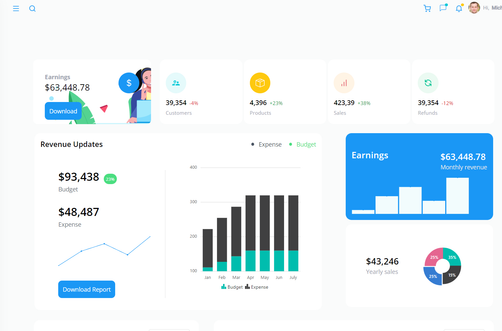 Hi,
Earnings
$63,448.78
Download
$
39,354 -4%
Customers
4,396 +23%
Products
423,39 +38%
Sales
39,354 -12%
Refunds
Revenue Updates
Expense
Budget
$93,438 23%
Budget
$48,487
Expense
Download Report
400
300
200
100
Jan Feb Mar Apr May Jun July
Budget Expense
Earnings
$63,448.78
Monthly revenue
$43,246
Yearly sales
25% 35%
25% 15%